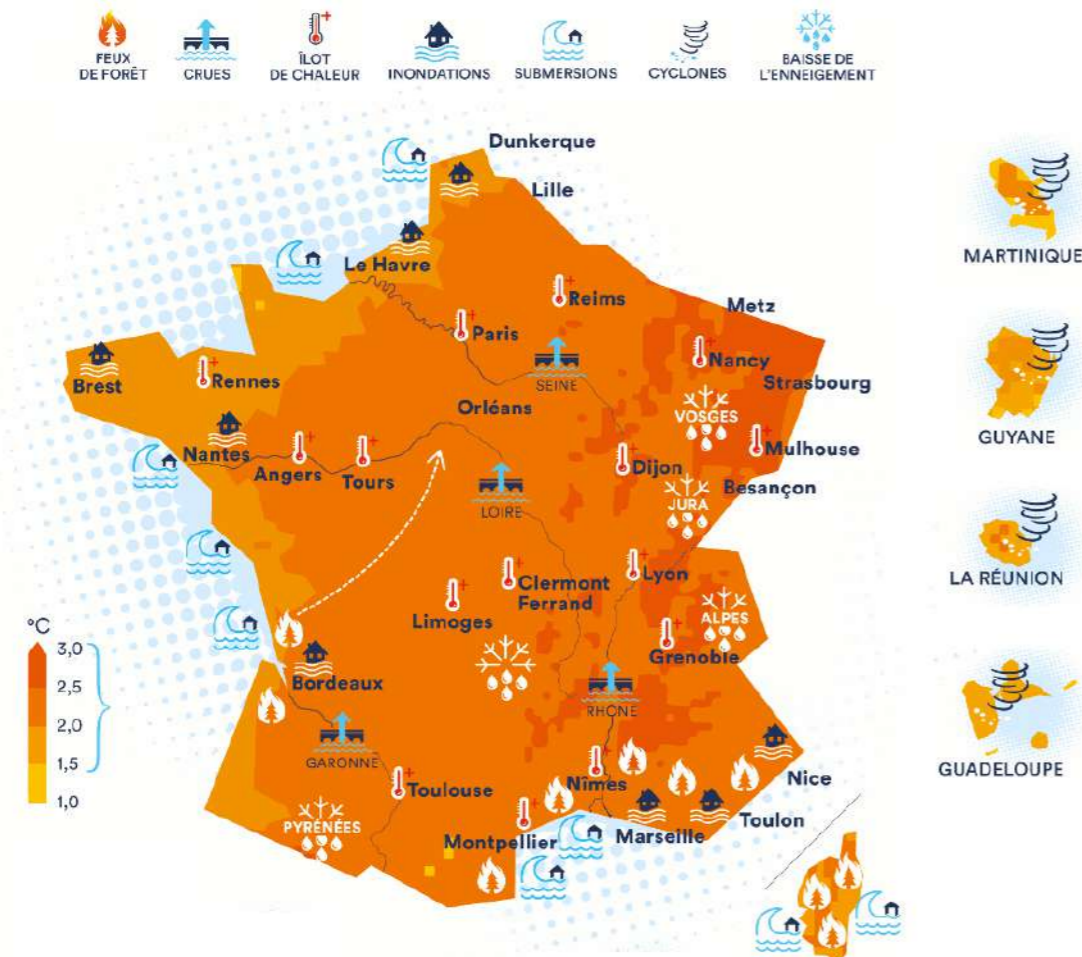 FEUX
DE FORÊT
CRUES
ÎLOT
DE CHALEUR
INONDATIONS
SUBMERSIONS
CYCLONES
BAISSE DE
L'ENNEIGEMENT
Dunkerque
Lille
Le Havre
Reims
Metz
Paris
Nancy
Brest
Rennes
SEINE
Strasbourg
Orléans
VOSGES
Nantes
Angers
Tours
Dijon
Mulhouse
Besançon
LOIRE
JURA
Lyon
Clermont
Ferrand
Limoges
ALPES
Grenoble
Bordeaux
RHÔNE
GARONNE
Nice
Nîmes
Toulouse
Toulon
PYRÉNÉES
Marseille
Montpellier
°C
3,0
2,5
2,0
1,5
1,0
MARTINIQUE
GUYANE
LA RÉUNION
GUADELOUPE